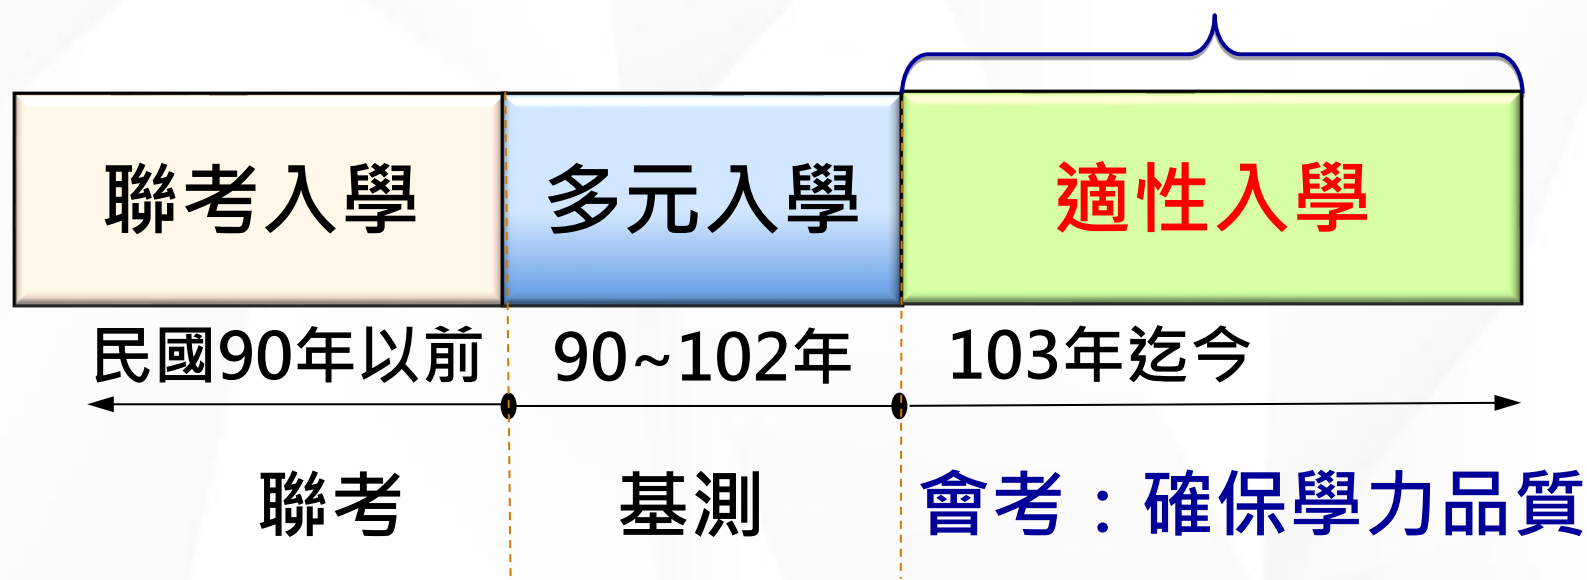 聯考入學 多元入學 適性入學
民國90年以前 90~102年 103年迄今
聯考 基測 會考：確保學力品質